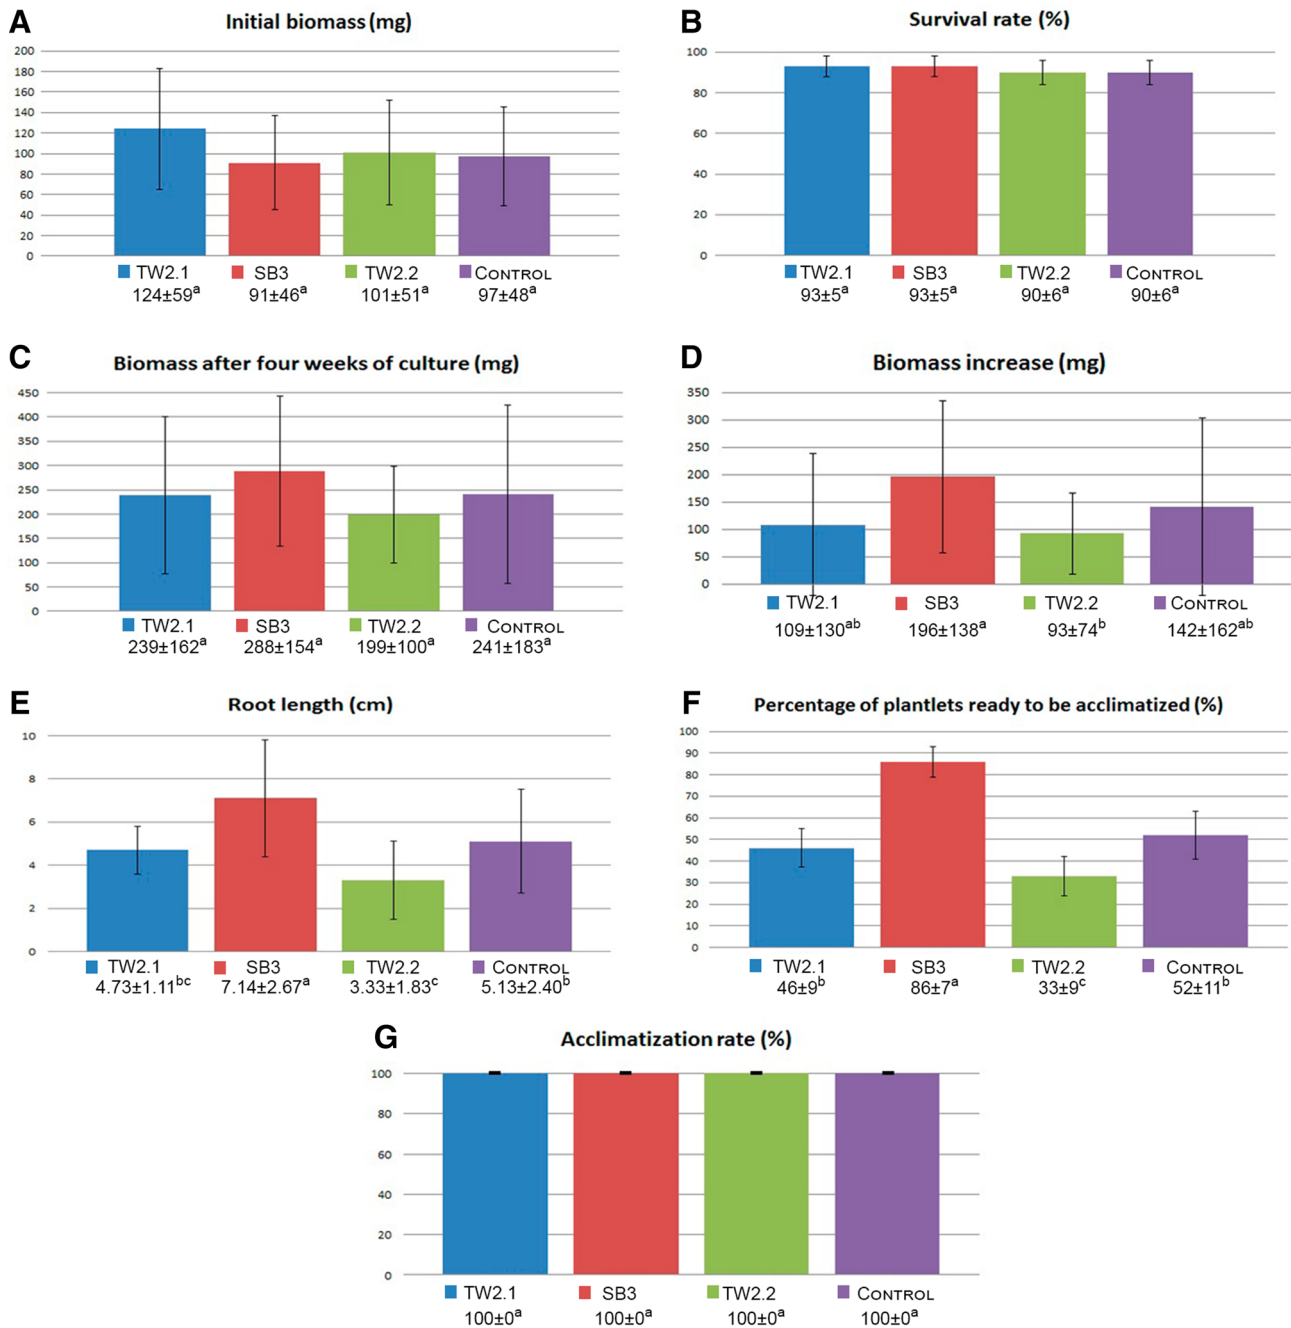 A
Initial biomass (mg)
200
180
160
140
120
100
80
60
40
20
0
TW2.1 SB3 TW2.2 CONTROL
124±59ᵃ 91±46ᵃ 101±51ᵃ 97±48ᵃ
B
Survival rate (%)
100
80
60
40
20
0
TW2.1 SB3 TW2.2 CONTROL
93±5ᵃ 93±5ᵃ 90±6ᵃ 90±6ᵃ
C
Biomass after four weeks of culture (mg)
450
400
350
300
250
200
150
100
50
0
TW2.1 SB3 TW2.2 CONTROL
239±162ᵃ 288±154ᵃ 199±100ᵃ 241±183ᵃ
D
Biomass increase (mg)
350
300
250
200
150
100
50
0
TW2.1 SB3 TW2.2 CONTROL
109±130ᵃᵇ 196±138ᵃ 93±74ᵇ 142±162ᵃᵇ
E
Root length (cm)
10
8
6
4
2
0
TW2.1 SB3 TW2.2 CONTROL
4.73±1.11ᵇᶜ 7.14±2.67ᵃ 3.33±1.83ᶜ 5.13±2.40ᵇ
F
Percentage of plantlets ready to be acclimatized (%)
100
90
80
70
60
50
40
30
20
10
0
TW2.1 SB3 TW2.2 CONTROL
46±9ᵇ 86±7ᵃ 33±9ᶜ 52±11ᵇ
G
Acclimatization rate (%)
100
80
60
40
20
0
TW2.1 SB3 TW2.2 CONTROL
100±0ᵃ 100±0ᵃ 100±0ᵃ 100±0ᵃ